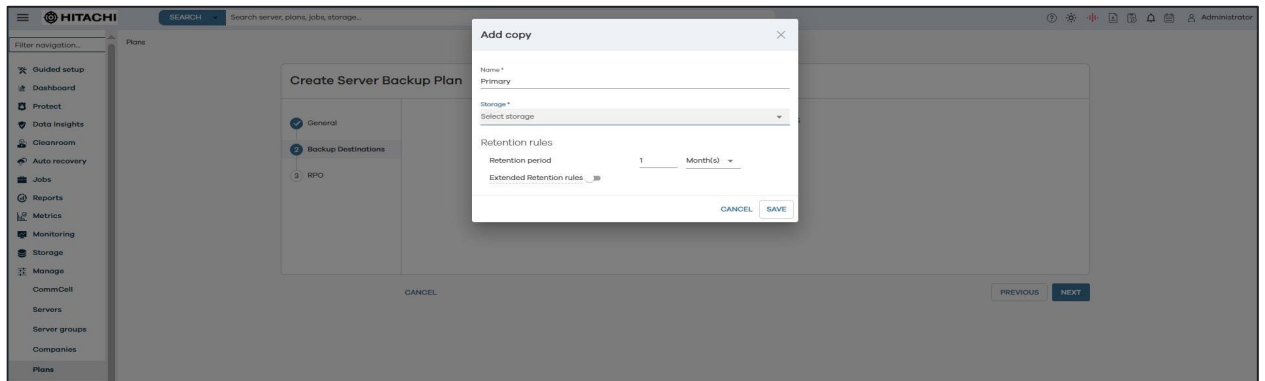 HITACHI
SEARCH
Search server, plans, jobs, storage...
Administrator
Filter navigation...
Plans
Guided setup
Dashboard
Protect
Data Insights
Cleanroom
Auto recovery
Jobs
Reports
Metrics
Monitoring
Storage
Manage
CommCell
Servers
Server groups
Companies
Plans
Create Server Backup Plan
General
2 Backup Destinations
3 RPO
Add copy
Name *
Primary
Storage *
Select storage
Retention rules
Retention period 1 Month(s)
Extended Retention rules
CANCEL SAVE
CANCEL
PREVIOUS NEXT